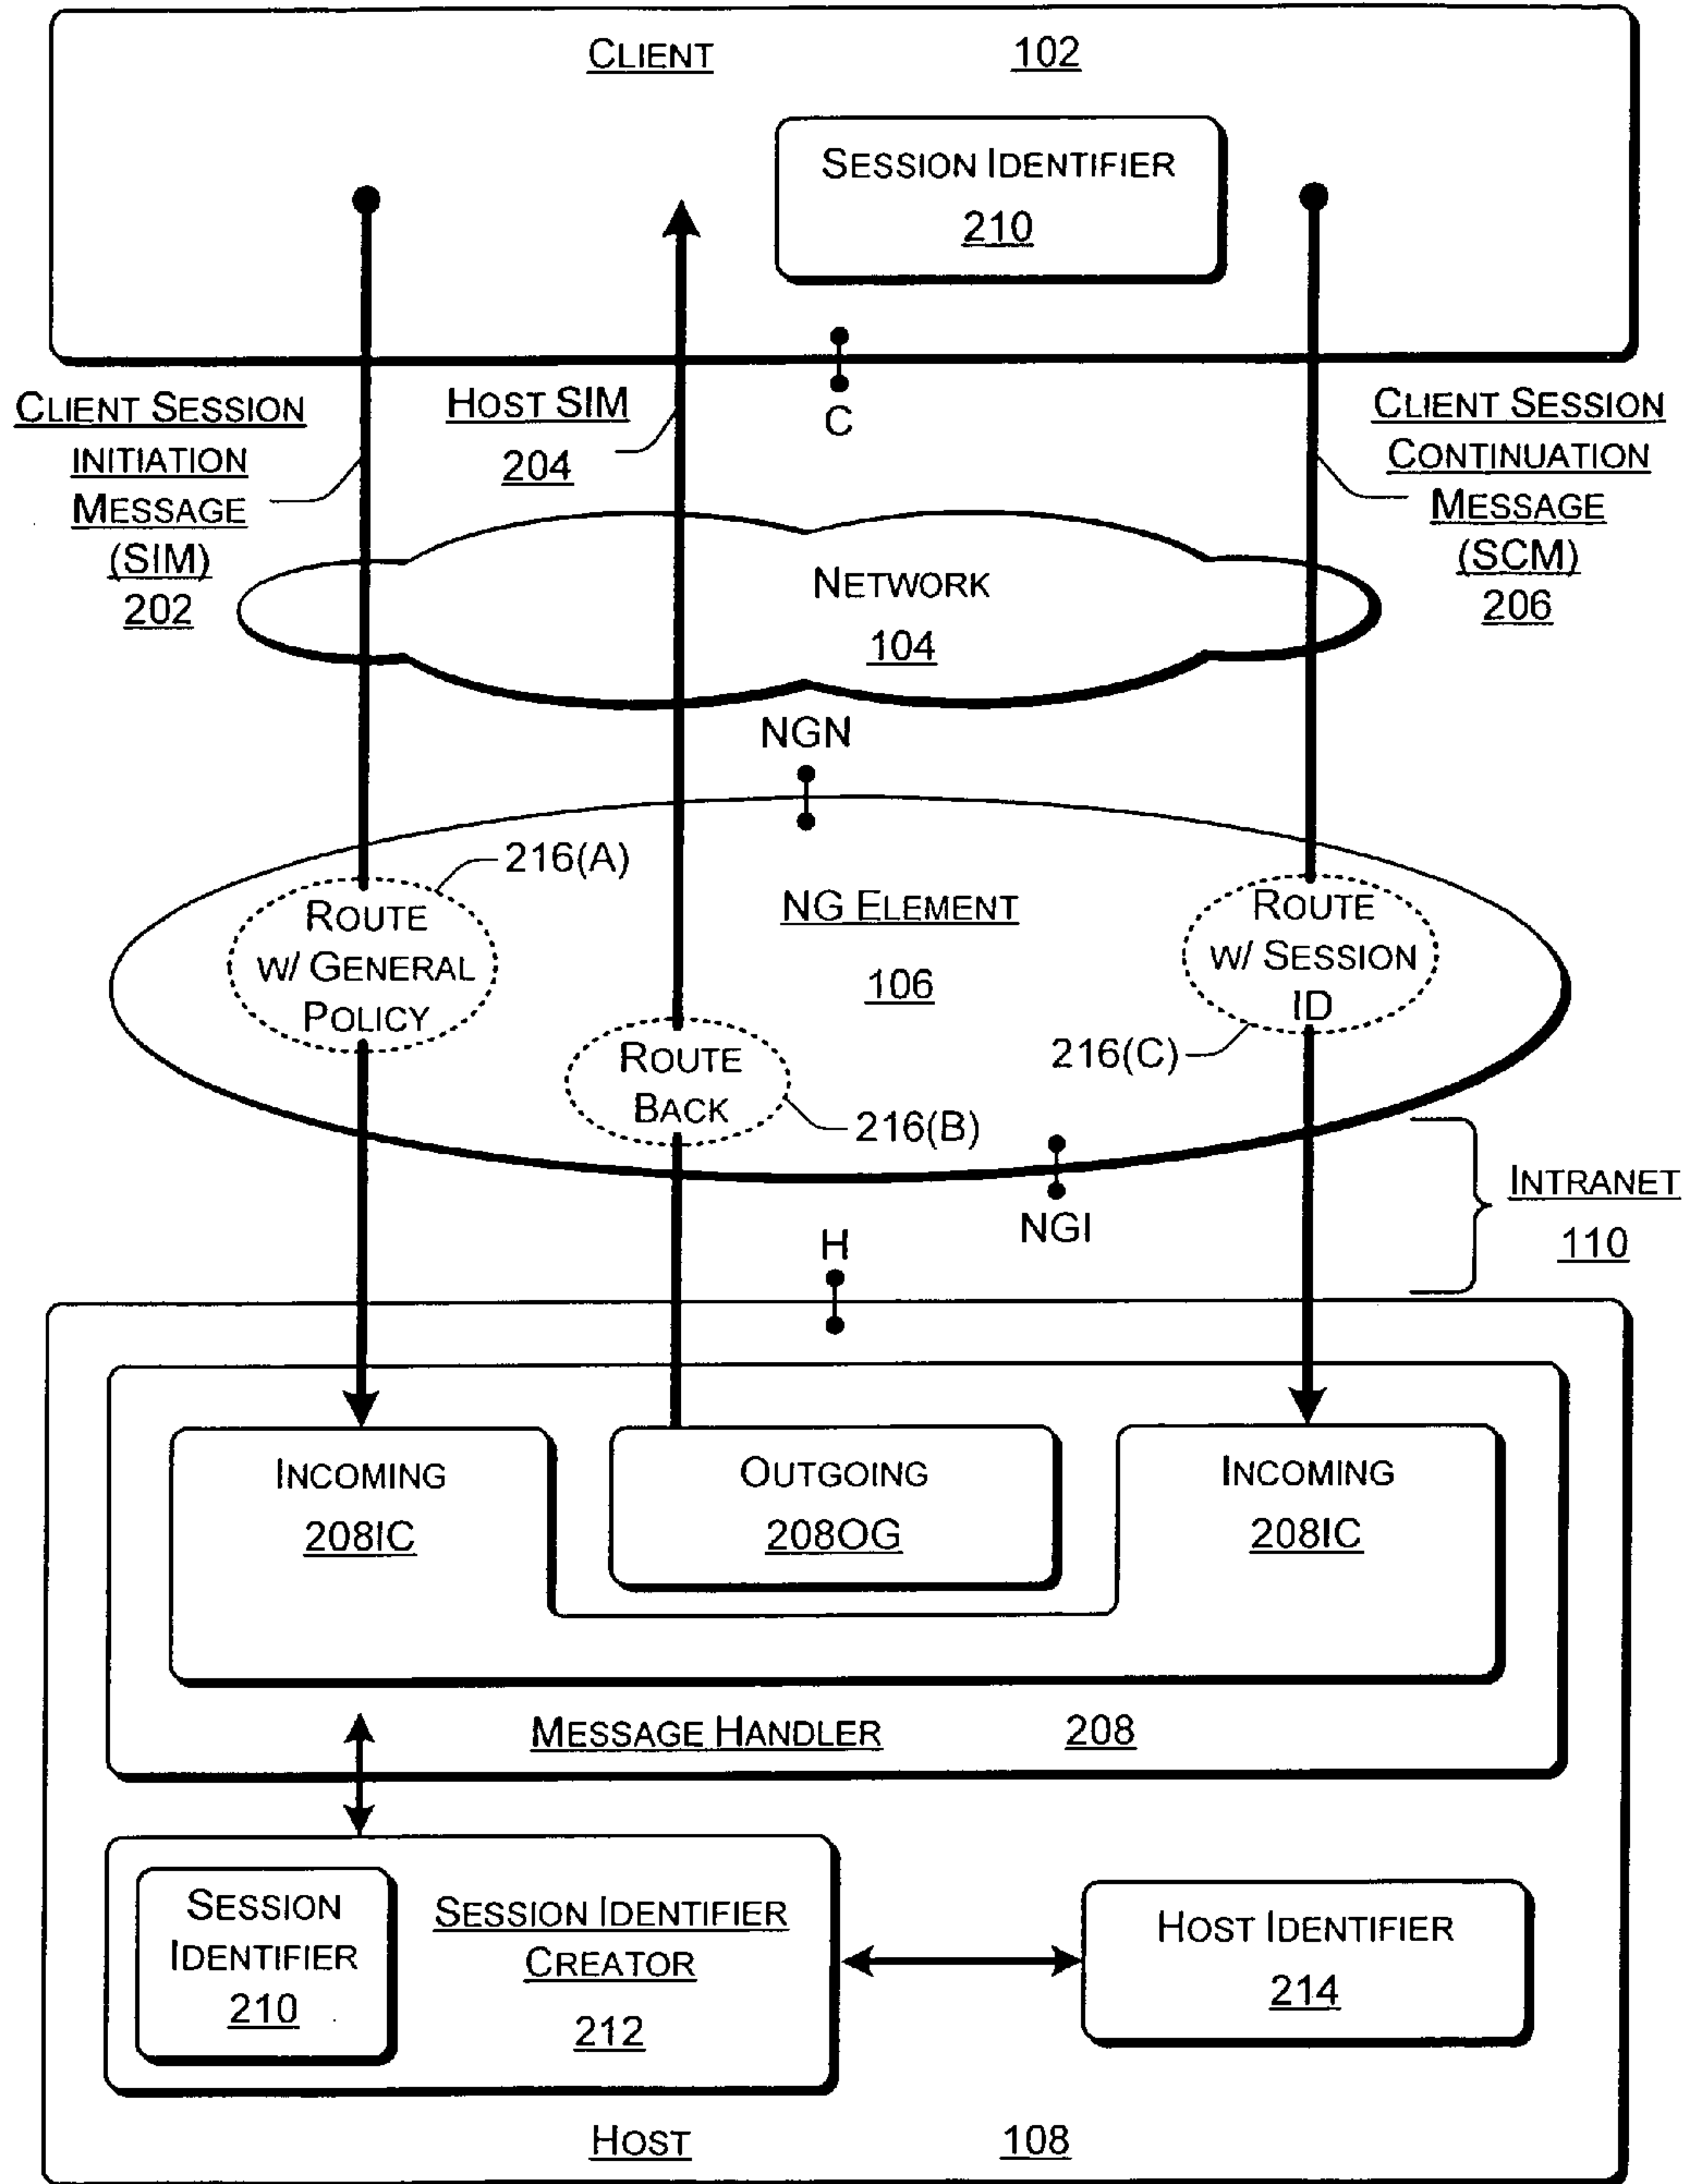 CLIENT 102
SESSION IDENTIFIER
210
CLIENT SESSION
INITIATION
MESSAGE
(SIM)
202
HOST SIM
204
C
CLIENT SESSION
CONTINUATION
MESSAGE
(SCM)
206
NETWORK
104
NGN
216(A)
ROUTE
W/ GENERAL
POLICY
NG ELEMENT
106
ROUTE
W/ SESSION
ID
216(C)
ROUTE
BACK
216(B)
NGI
INTRANET
110
H
INCOMING
208IC
OUTGOING
208OG
INCOMING
208IC
MESSAGE HANDLER 208
SESSION
IDENTIFIER
210
SESSION IDENTIFIER
CREATOR
212
HOST IDENTIFIER
214
HOST 108